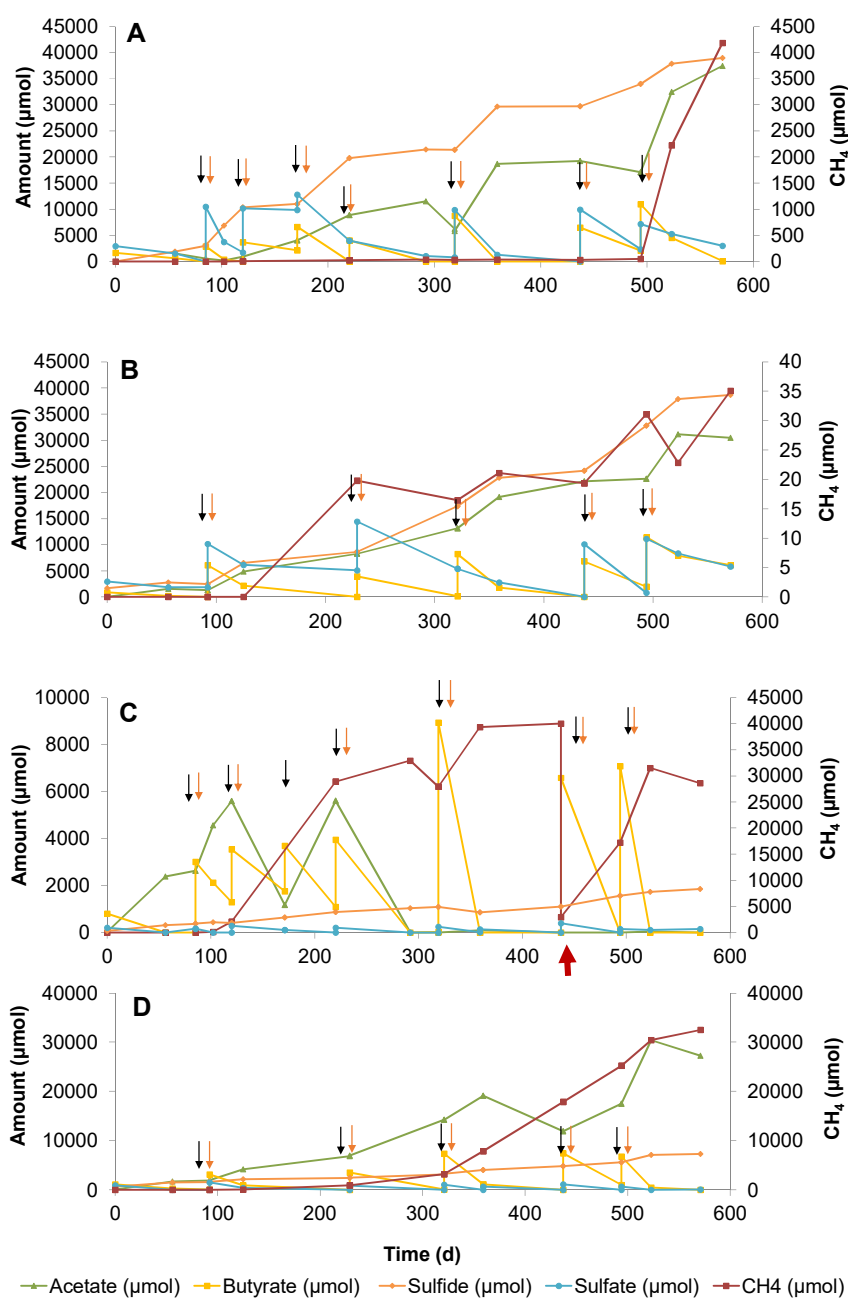 A
45000 40000 35000 30000 25000 20000 15000 10000 5000 0
Amount (µmol)
4500 4000 3500 3000 2500 2000 1500 1000 500 0
CH4 (µmol)
0 100 200 300 400 500 600
B
45000 40000 35000 30000 25000 20000 15000 10000 5000 0
Amount (µmol)
40 35 30 25 20 15 10 5 0
CH4 (µmol)
0 100 200 300 400 500 600
C
10000 8000 6000 4000 2000 0
Amount (µmol)
45000 40000 35000 30000 25000 20000 15000 10000 5000 0
CH4 (µmol)
0 100 200 300 400 500 600
D
40000 30000 20000 10000 0
Amount (µmol)
40000 30000 20000 10000 0
CH4 (µmol)
0 100 200 300 400 500 600
Time (d)
Acetate (µmol) Butyrate (µmol) Sulfide (µmol) Sulfate (µmol) CH4 (µmol)